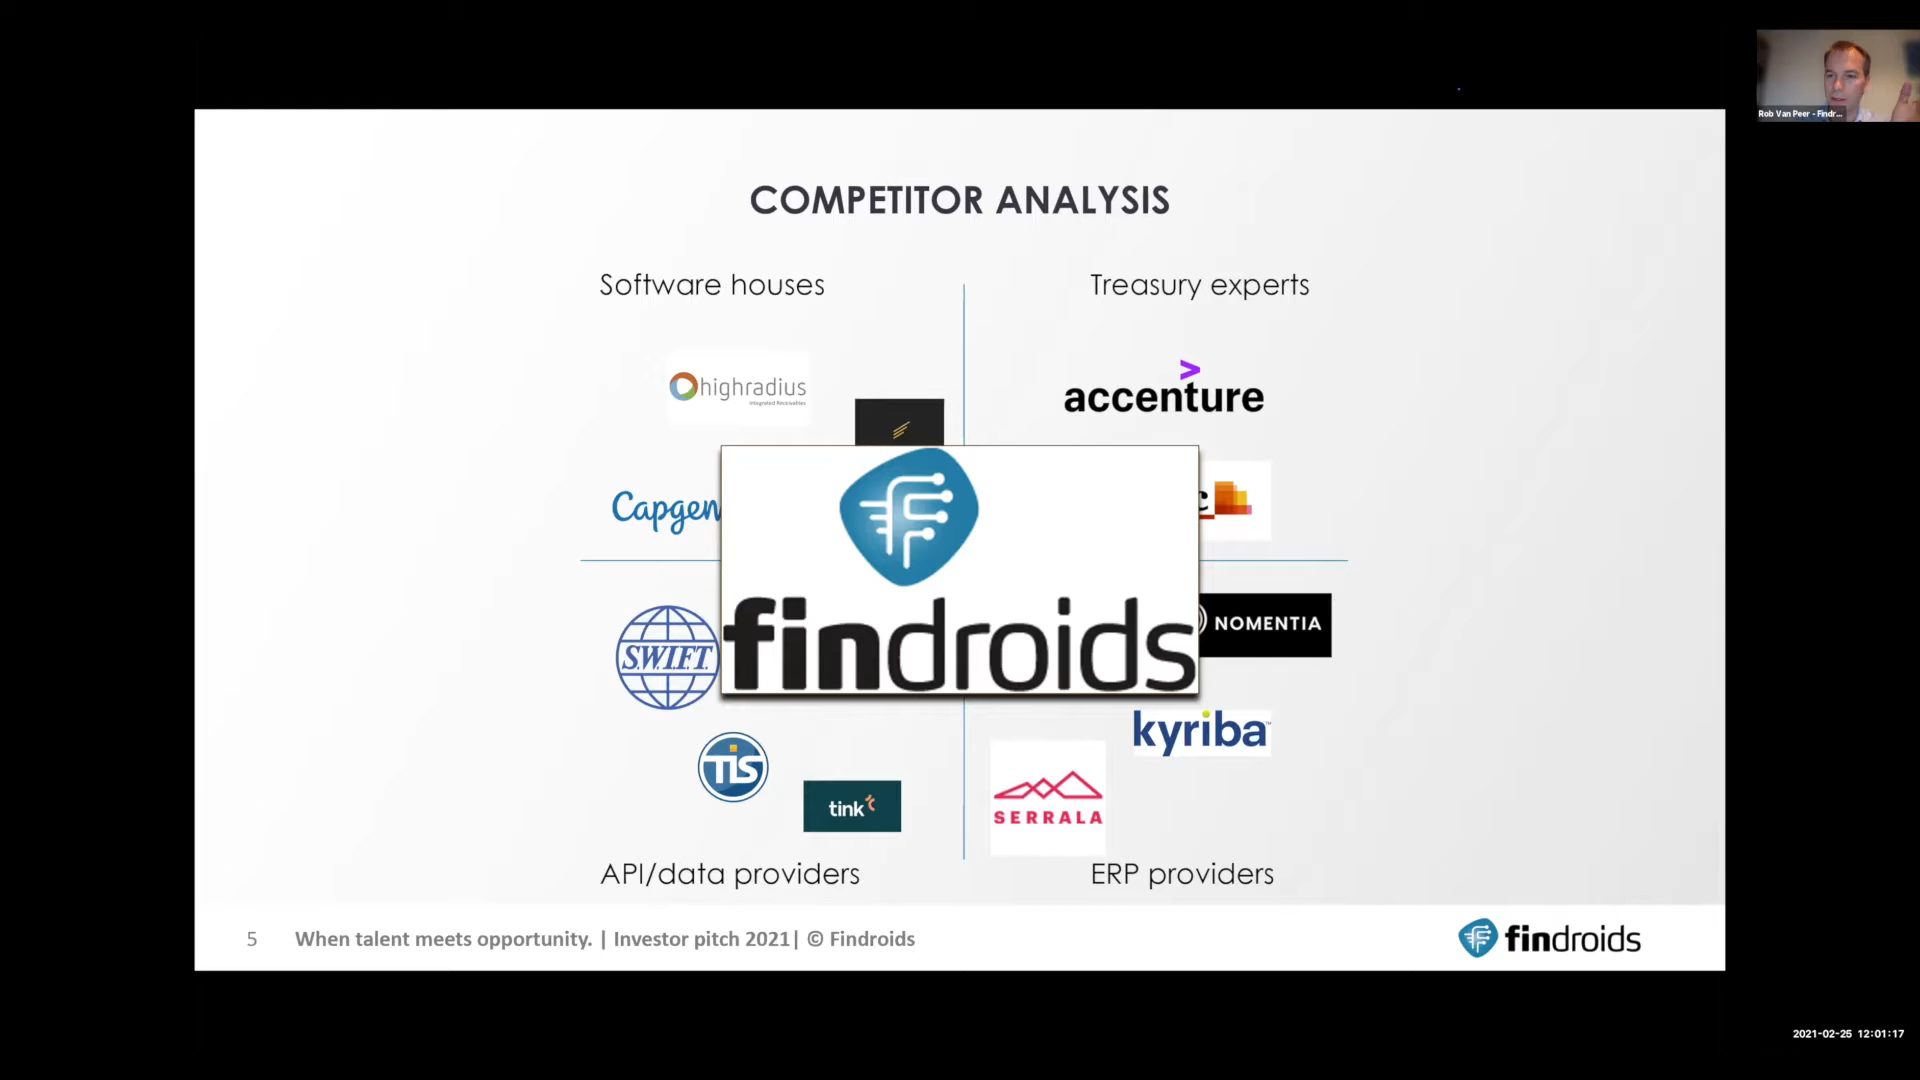 Rob Van Peer - Findr...
COMPETITOR ANALYSIS
Software houses
Treasury experts
highradius
Integrated Receivables
>
accenture
Capgen
c
findroids
SWIFT
NOMENTIA
kyriba
TIS
tink
SERRALA
API/data providers
ERP providers
5 When talent meets opportunity. | Investor pitch 2021| © Findroids
findroids
2021-02-25 12:01:17